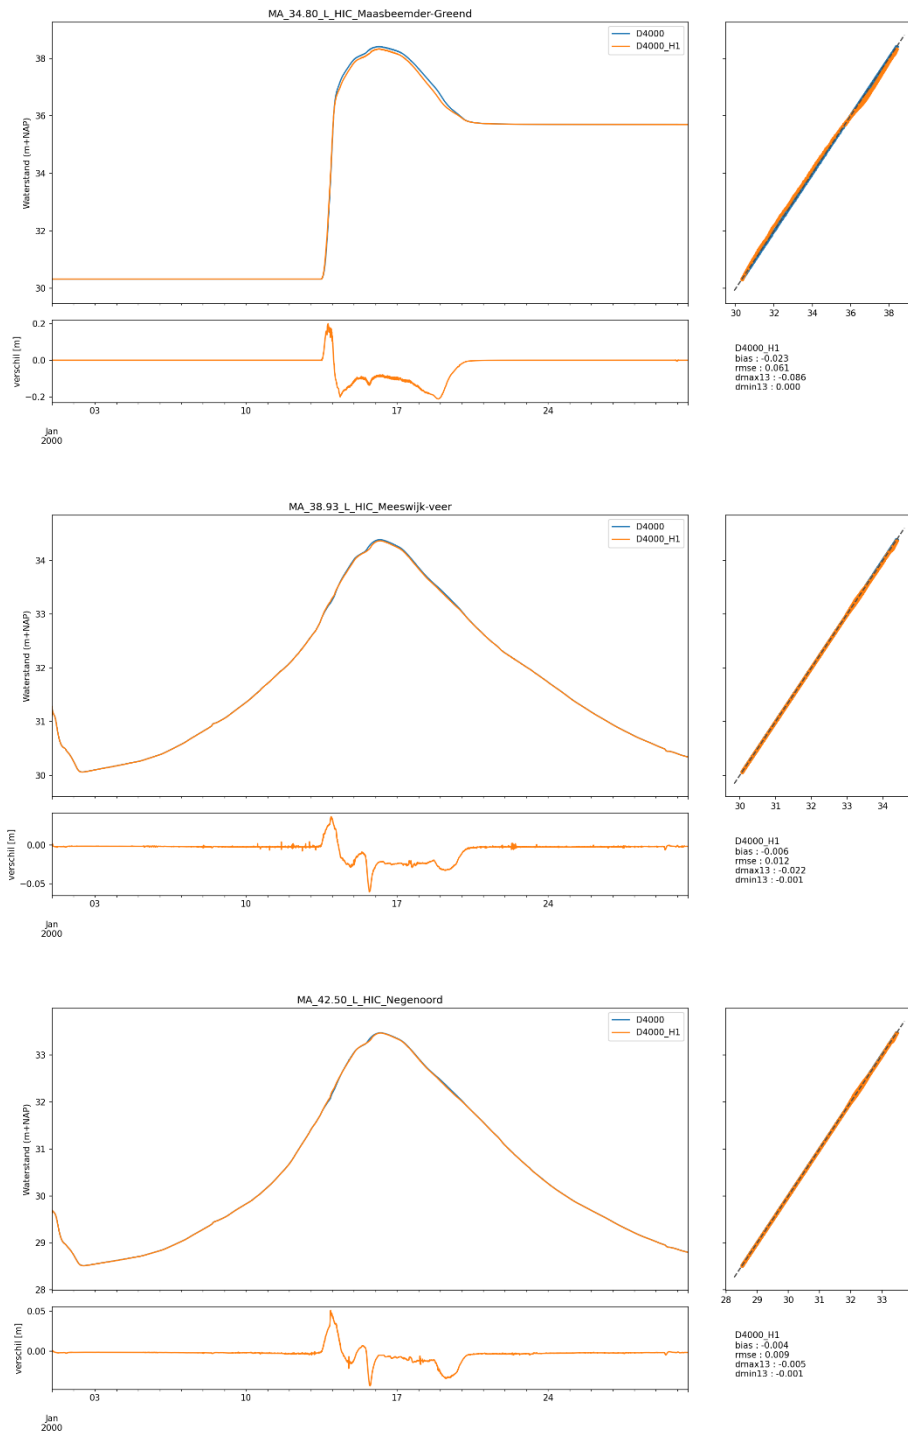 MA_34.80_L_HIC_Maasbeemder-Greend
D4000
D4000_H1
Waterstand (m+NAP)
38
36
34
32
30
30 32 34 36 38
verschil [m]
0.2
0.0
−0.2
03 10 17 24
Jan
2000
D4000_H1
bias : -0.023
rmse : 0.061
dmax13 : -0.086
dmin13 : 0.000
MA_38.93_L_HIC_Meeswijk-veer
D4000
D4000_H1
Waterstand (m+NAP)
34
33
32
31
30
30 31 32 33 34
verschil [m]
0.00
−0.05
03 10 17 24
Jan
2000
D4000_H1
bias : -0.006
rmse : 0.012
dmax13 : -0.022
dmin13 : -0.001
MA_42.50_L_HIC_Negenoord
D4000
D4000_H1
Waterstand (m+NAP)
33
32
31
30
29
28
28 29 30 31 32 33
verschil [m]
0.05
0.00
03 10 17 24
Jan
2000
D4000_H1
bias : -0.004
rmse : 0.009
dmax13 : -0.005
dmin13 : -0.001